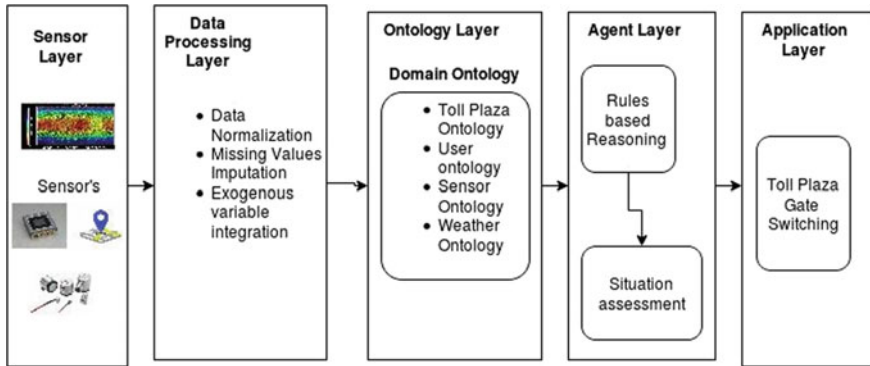 Sensor
Layer
Sensor's
Data
Processing
Layer
• Data
Normalization
• Missing Values
Imputation
• Exogenous
variable
integration
Ontology Layer
Domain Ontology
• Toll Plaza
Ontology
• User
ontology
• Sensor
Ontology
• Weather
Ontology
Agent Layer
Rules
based
Reasoning
Situation
assessment
Application
Layer
Toll Plaza
Gate
Switching